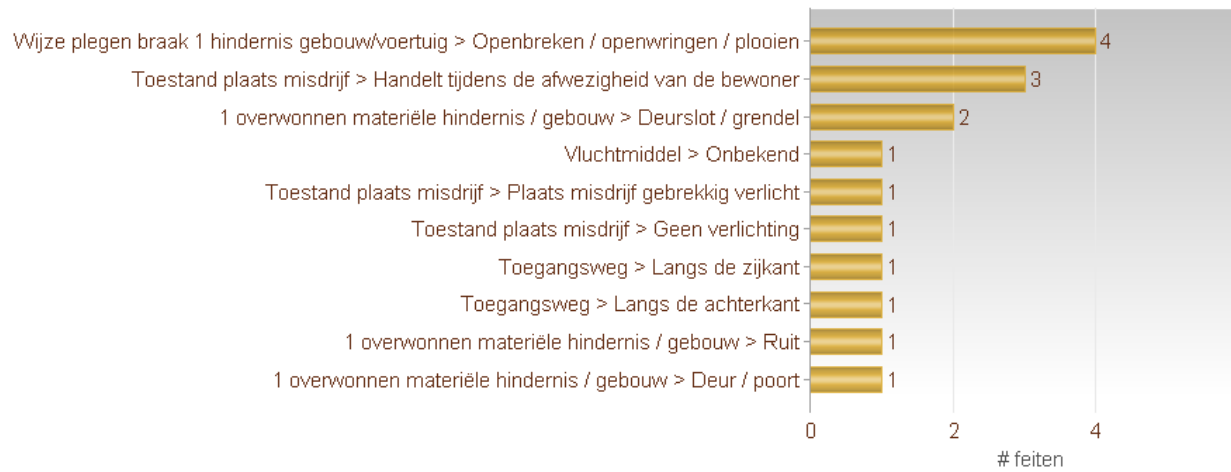 Wijze plegen braak 1 hindernis gebouw/voertuig > Openbreken / openwringen / plooien 4
Toestand plaats misdrijf > Handelt tijdens de afwezigheid van de bewoner 3
1 overwonnen materiële hindernis / gebouw > Deurslot / grendel 2
Vluchtmiddel > Onbekend 1
Toestand plaats misdrijf > Plaats misdrijf gebrekkig verlicht 1
Toestand plaats misdrijf > Geen verlichting 1
Toegangsweg > Langs de zijkant 1
Toegangsweg > Langs de achterkant 1
1 overwonnen materiële hindernis / gebouw > Ruit 1
1 overwonnen materiële hindernis / gebouw > Deur / poort 1
0 2 4
# feiten